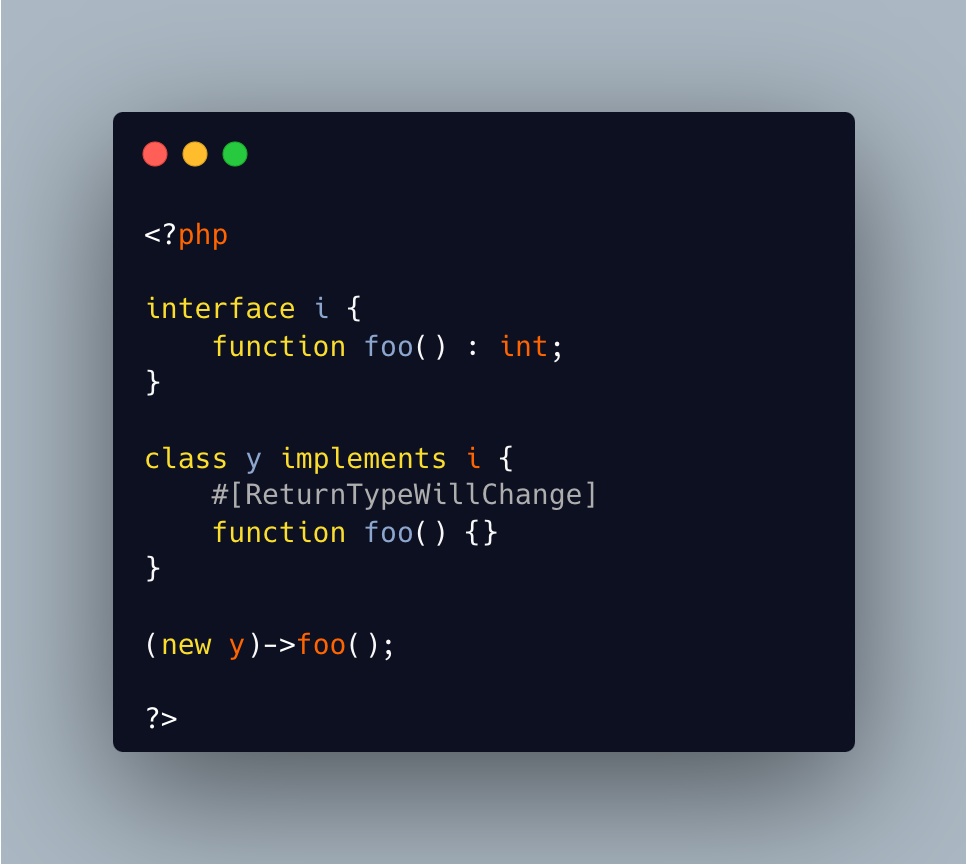 <?php
interface i {
    function foo() : int;
}
class y implements i {
    #[ReturnTypeWillChange]
    function foo() {}
}
(new y)->foo();
?>